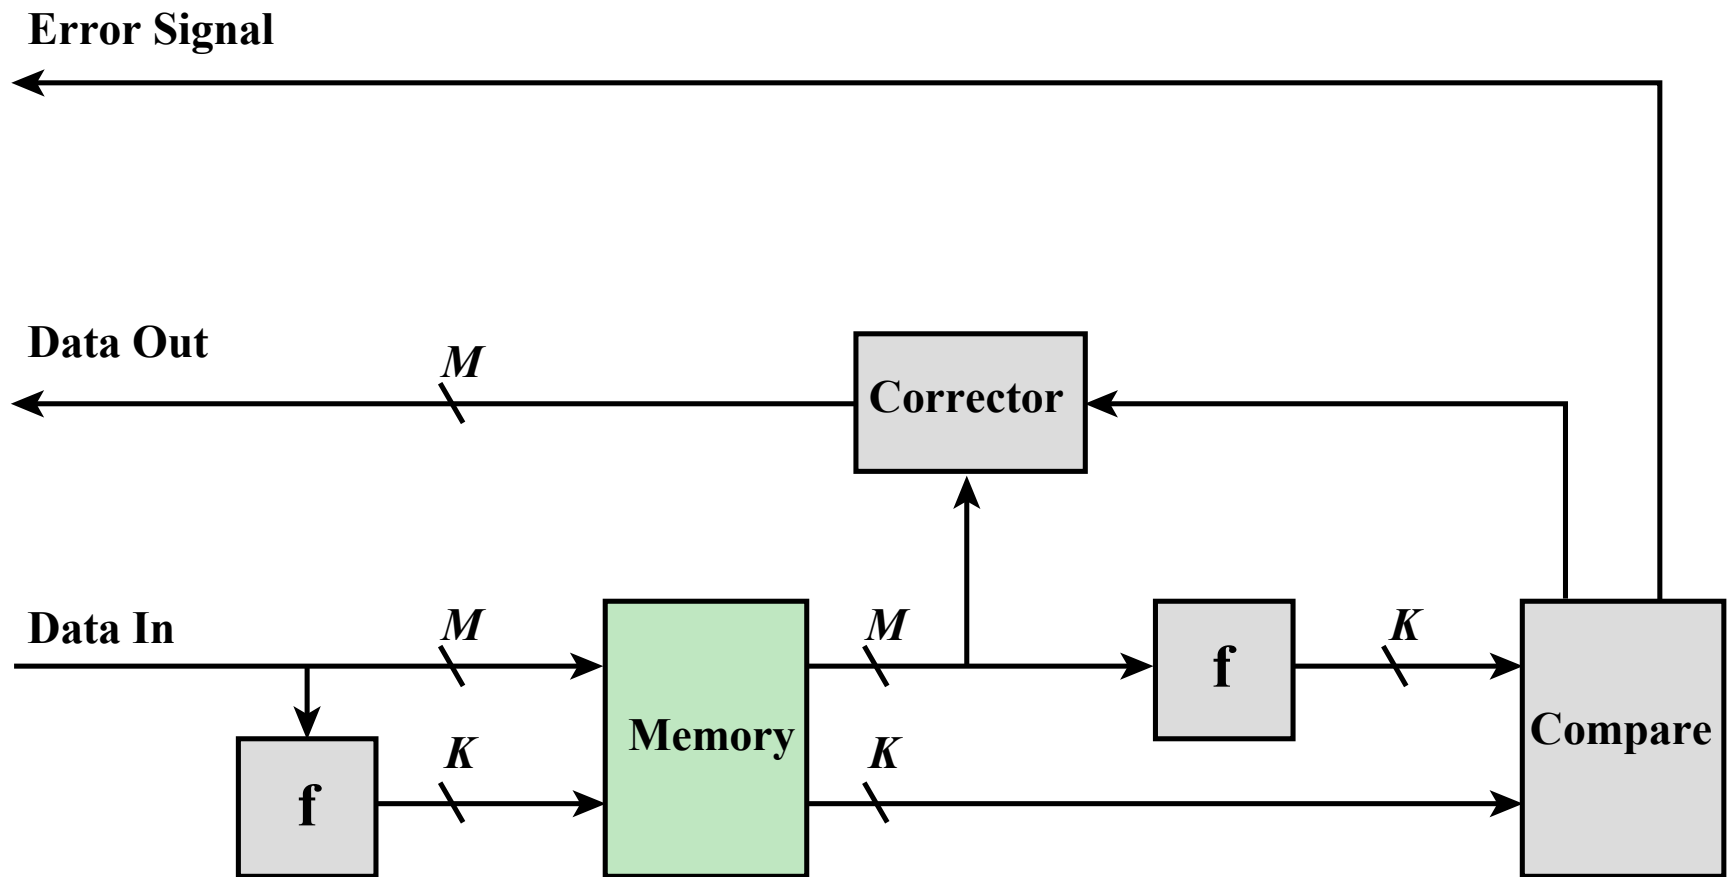 Error Signal
Data Out
M
Corrector
Data In
M
M
K
f
Memory
Compare
K
K
f